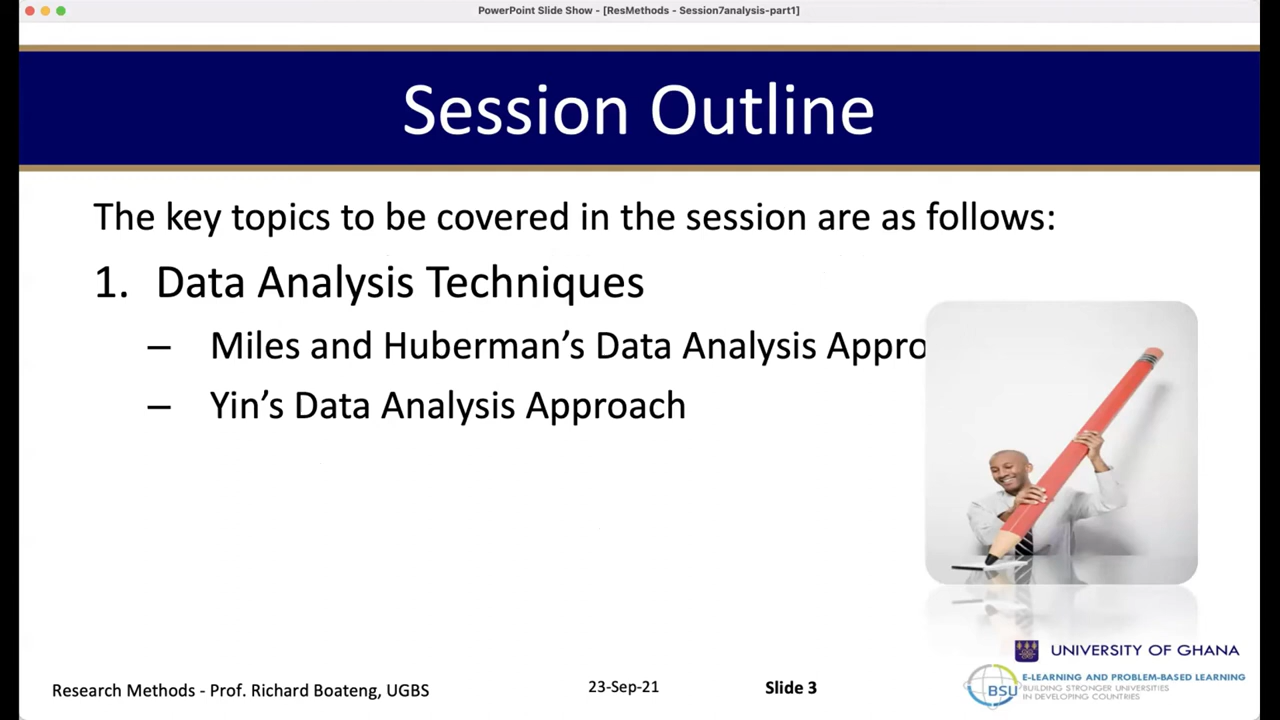 PowerPoint Slide Show - [ResMethods - Session7analysis-part1]
Session Outline
The key topics to be covered in the session are as follows:
1. Data Analysis Techniques
– Miles and Huberman's Data Analysis Appro
– Yin's Data Analysis Approach
UNIVERSITY OF GHANA
BSU
E-LEARNING AND PROBLEM-BASED LEARNING
BUILDING STRONGER UNIVERSITIES
IN DEVELOPING COUNTRIES
Research Methods - Prof. Richard Boateng, UGBS
23-Sep-21
Slide 3